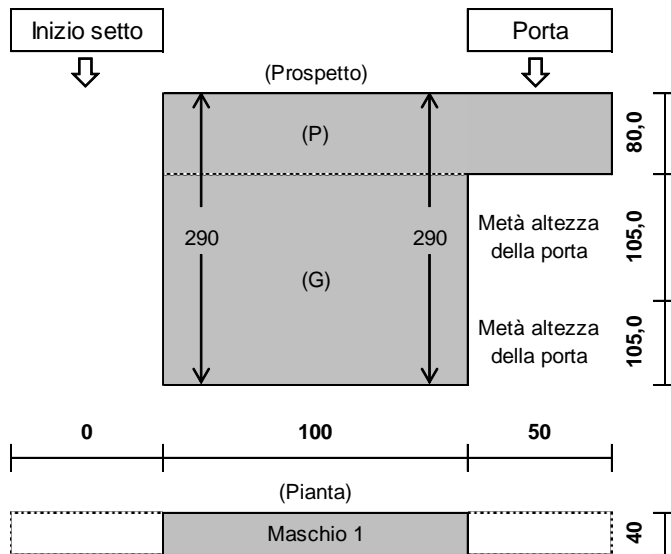 Inizio setto
Porta
(Prospetto)
(P)
80,0
290
290
Metà altezza
della porta
105,0
(G)
Metà altezza
della porta
105,0
0
100
50
(Pianta)
Maschio 1
40